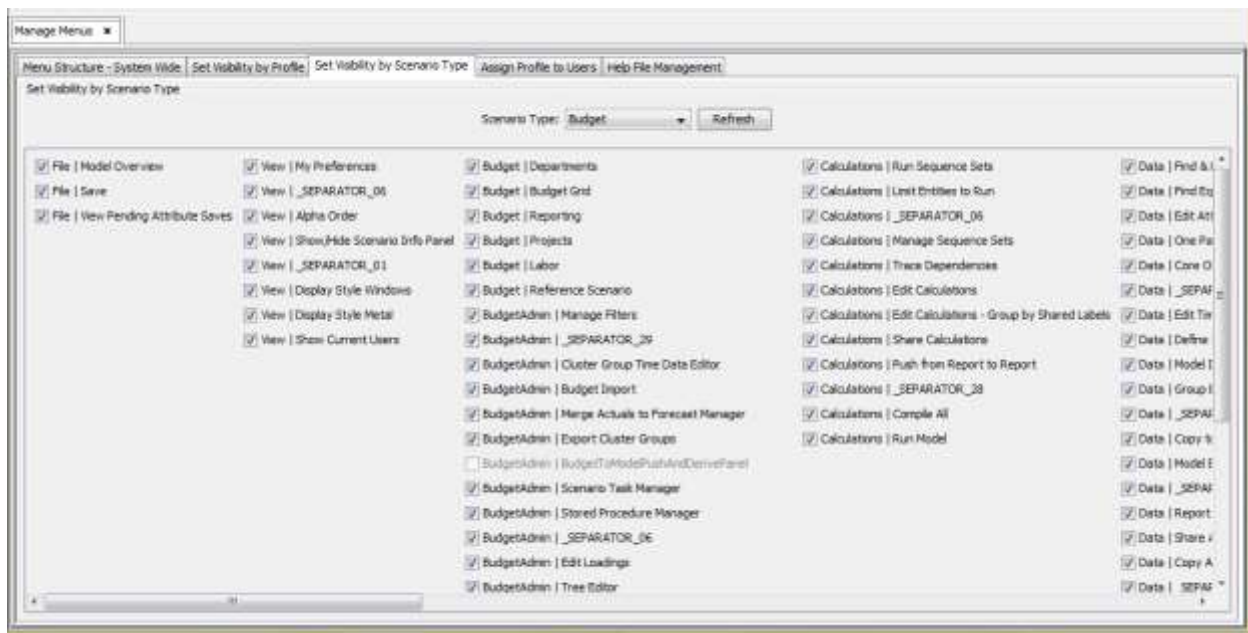 Manage Menus
Menu Structure - System Wide
Set Visibility by Profile
Set Visibility by Scenario Type
Assign Profile to Users
Help File Management
Set Visibility by Scenario Type
Scenario Type: Budget
Refresh
File | Model Overview
File | Save
File | View Pending Attribute Saves
View | My Preferences
View | _SEPARATOR_06
View | Alpha Order
View | Show/Hide Scenario Info Panel
View | _SEPARATOR_01
View | Display Style Windows
View | Display Style Metal
View | Show Current Users
Budget | Departments
Budget | Budget Grid
Budget | Reporting
Budget | Projects
Budget | Labor
Budget | Reference Scenario
BudgetAdmin | Manage Filters
BudgetAdmin | _SEPARATOR_29
BudgetAdmin | Cluster Group Time Data Editor
BudgetAdmin | Budget Import
BudgetAdmin | Merge Actuals to Forecast Manager
BudgetAdmin | Export Cluster Groups
BudgetAdmin | BudgetToModelPushAndDerivePanel
BudgetAdmin | Scenario Task Manager
BudgetAdmin | Stored Procedure Manager
BudgetAdmin | _SEPARATOR_06
BudgetAdmin | Edit Loadings
BudgetAdmin | Tree Editor
Calculations | Run Sequence Sets
Calculations | Limit Entities to Run
Calculations | _SEPARATOR_06
Calculations | Manage Sequence Sets
Calculations | Trace Dependencies
Calculations | Edit Calculations
Calculations | Edit Calculations - Group by Shared Labels
Calculations | Share Calculations
Calculations | Push from Report to Report
Calculations | _SEPARATOR_28
Calculations | Compile All
Calculations | Run Model
Data | Find &
Data | Find
Data | Edit
Data | One
Data | Core
Data | _SEPAR
Data | Edit
Data | Define
Data | Model
Data | Group
Data | _SEPAR
Data | Copy
Data | Model
Data | _SEPAR
Data | Report
Data | Share
Data | Copy A
Data | _SEPAR